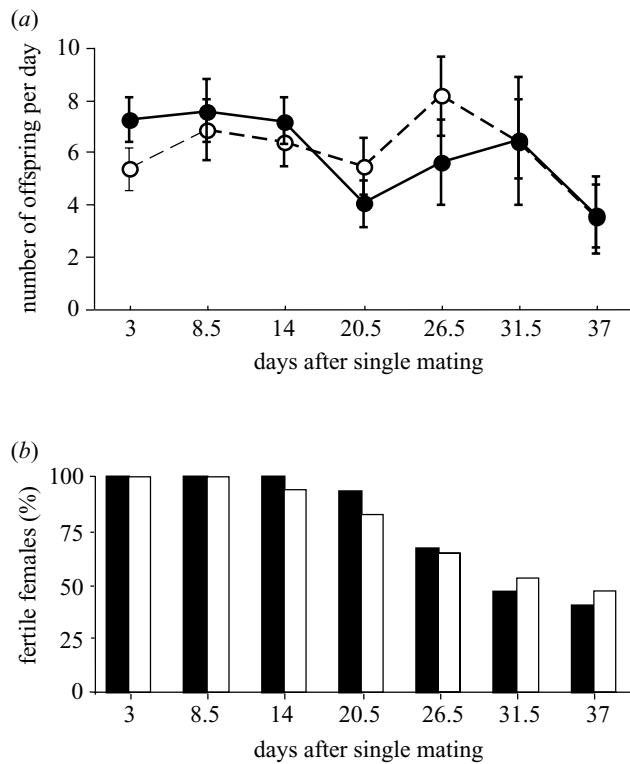 (a)
10
8
6
4
2
0
number of offspring per day
3 8.5 14 20.5 26.5 31.5 37
days after single mating
(b)
100
75
50
25
0
fertile females (%)
3 8.5 14 20.5 26.5 31.5 37
days after single mating